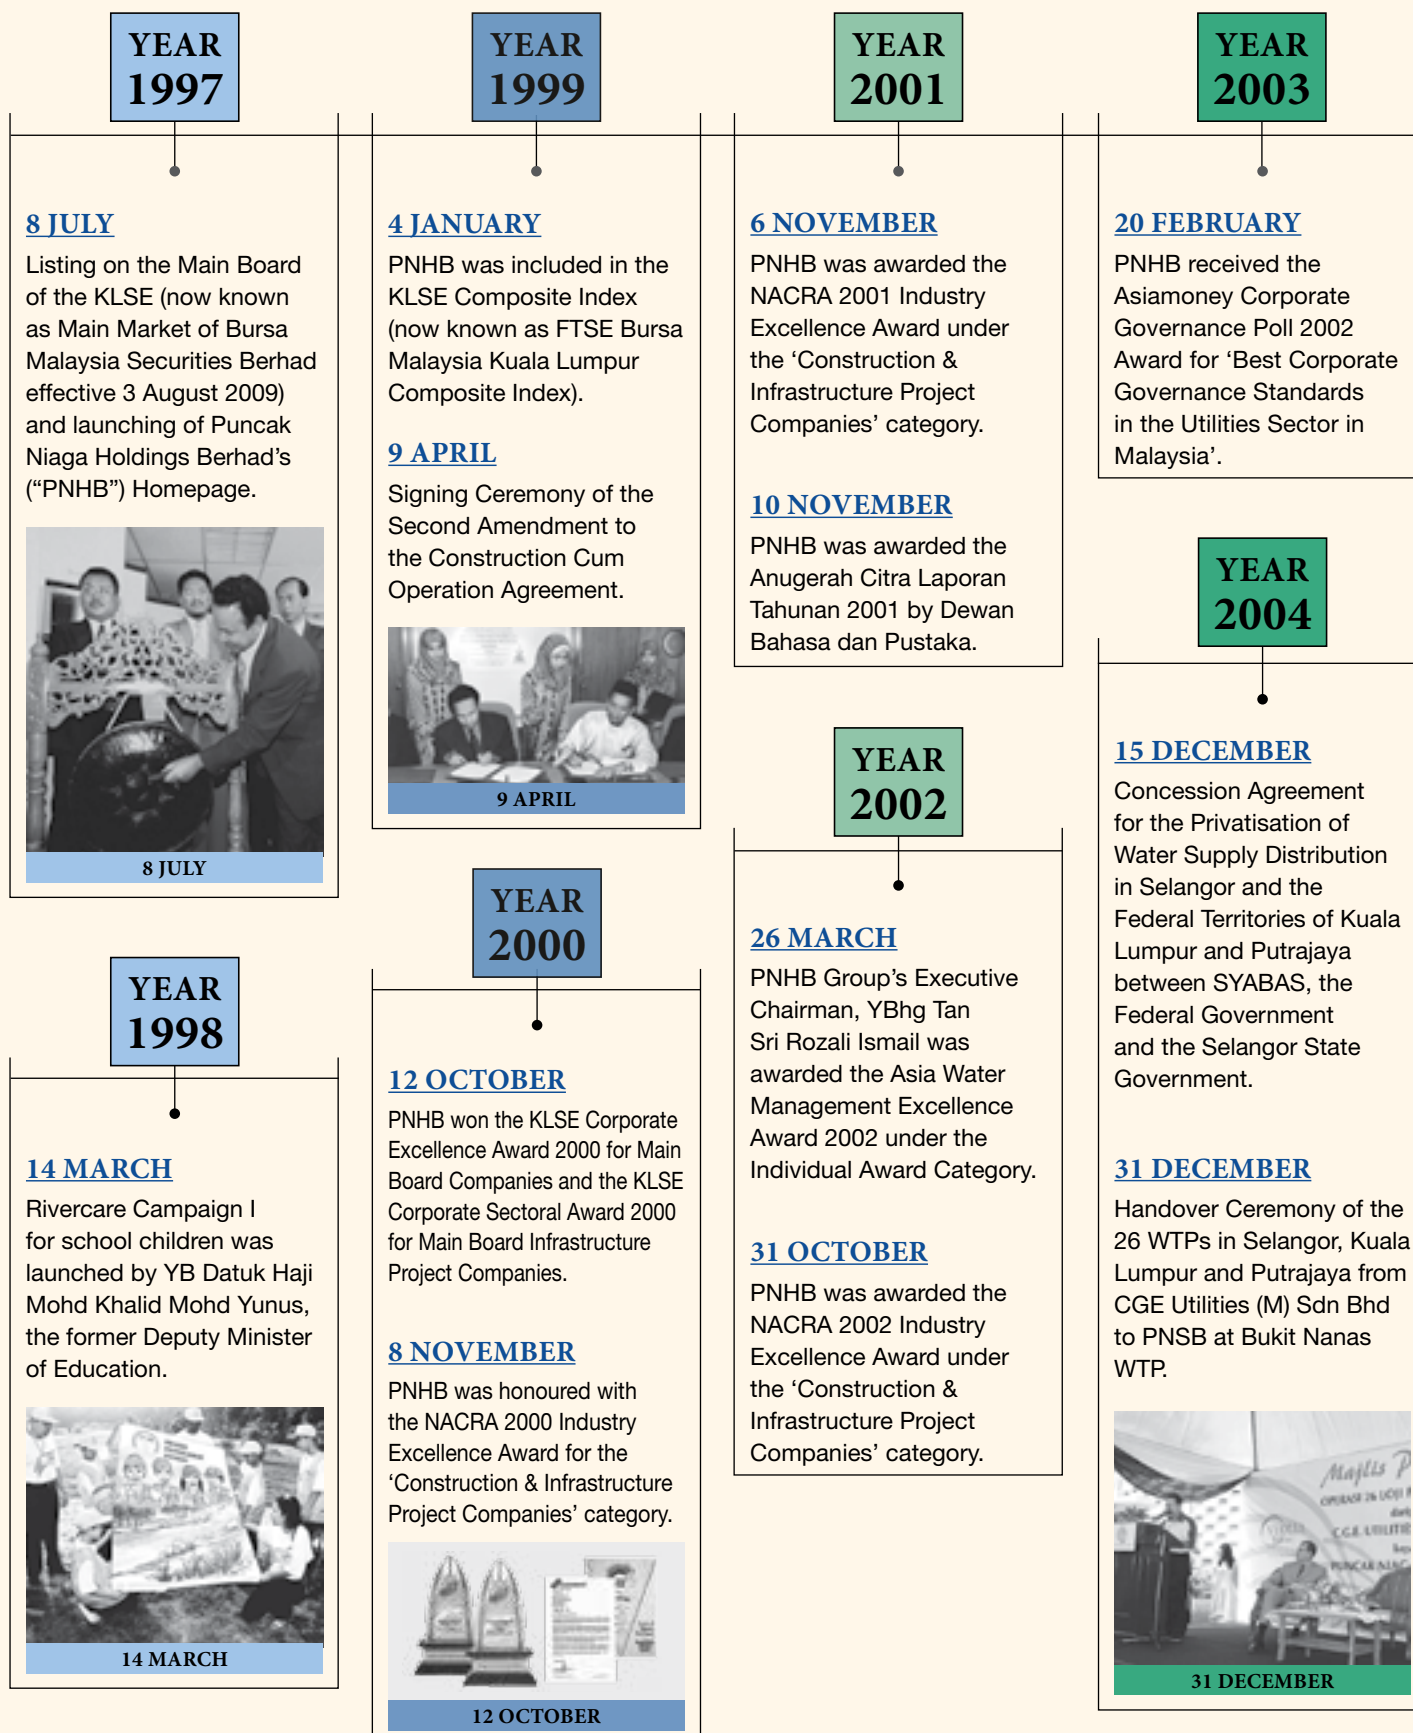 YEAR
1997
8 JULY
Listing on the Main Board
of the KLSE (now known
as Main Market of Bursa
Malaysia Securities Berhad
effective 3 August 2009)
and launching of Puncak
Niaga Holdings Berhad’s
(“PNHB”) Homepage.
8 JULY
YEAR
1998
14 MARCH
Rivercare Campaign I
for school children was
launched by YB Datuk Haji
Mohd Khalid Mohd Yunus,
the former Deputy Minister
of Education.
14 MARCH
YEAR
1999
4 JANUARY
PNHB was included in the
KLSE Composite Index
(now known as FTSE Bursa
Malaysia Kuala Lumpur
Composite Index).
9 APRIL
Signing Ceremony of the
Second Amendment to
the Construction Cum
Operation Agreement.
9 APRIL
YEAR
2000
12 OCTOBER
PNHB won the KLSE Corporate
Excellence Award 2000 for Main
Board Companies and the KLSE
Corporate Sectoral Award 2000
for Main Board Infrastructure
Project Companies.
8 NOVEMBER
PNHB was honoured with
the NACRA 2000 Industry
Excellence Award for the
‘Construction & Infrastructure
Project Companies’ category.
12 OCTOBER
YEAR
2001
6 NOVEMBER
PNHB was awarded the
NACRA 2001 Industry
Excellence Award under
the ‘Construction &
Infrastructure Project
Companies’ category.
10 NOVEMBER
PNHB was awarded the
Anugerah Citra Laporan
Tahunan 2001 by Dewan
Bahasa dan Pustaka.
YEAR
2002
26 MARCH
PNHB Group’s Executive
Chairman, YBhg Tan
Sri Rozali Ismail was
awarded the Asia Water
Management Excellence
Award 2002 under the
Individual Award Category.
31 OCTOBER
PNHB was awarded the
NACRA 2002 Industry
Excellence Award under
the ‘Construction &
Infrastructure Project
Companies’ category.
YEAR
2003
20 FEBRUARY
PNHB received the
Asiamoney Corporate
Governance Poll 2002
Award for ‘Best Corporate
Governance Standards
in the Utilities Sector in
Malaysia’.
YEAR
2004
15 DECEMBER
Concession Agreement
for the Privatisation of
Water Supply Distribution
in Selangor and the
Federal Territories of Kuala
Lumpur and Putrajaya
between SYABAS, the
Federal Government
and the Selangor State
Government.
31 DECEMBER
Handover Ceremony of the
26 WTPs in Selangor, Kuala
Lumpur and Putrajaya from
CGE Utilities (M) Sdn Bhd
to PNSB at Bukit Nanas
WTP.
Majlis
OPERASI 26 LOJI
C.G.E. UTILITIE
PUNCAK NIAG
31 DECEMBER